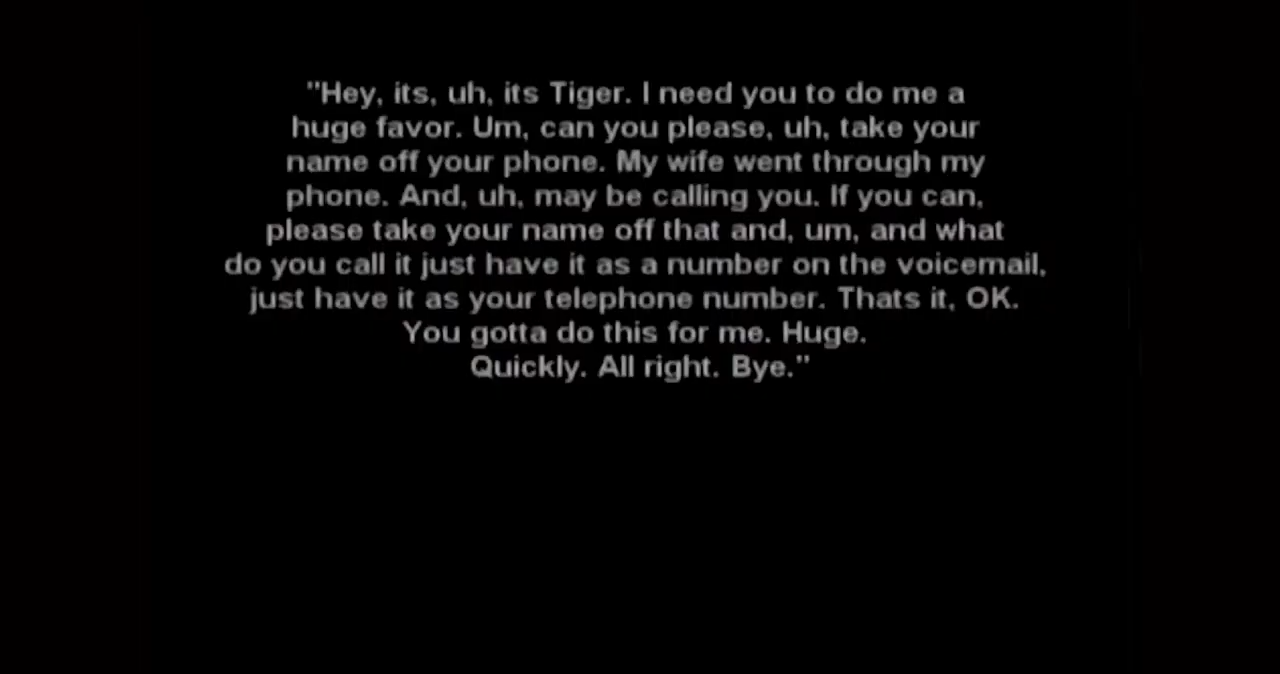 "Hey, its, uh, its Tiger. I need you to do me a
huge favor. Um, can you please, uh, take your
name off your phone. My wife went through my
phone. And, uh, may be calling you. If you can,
please take your name off that and, um, and what
do you call it just have it as a number on the voicemail,
just have it as your telephone number. Thats it, OK.
You gotta do this for me. Huge.
Quickly. All right. Bye."